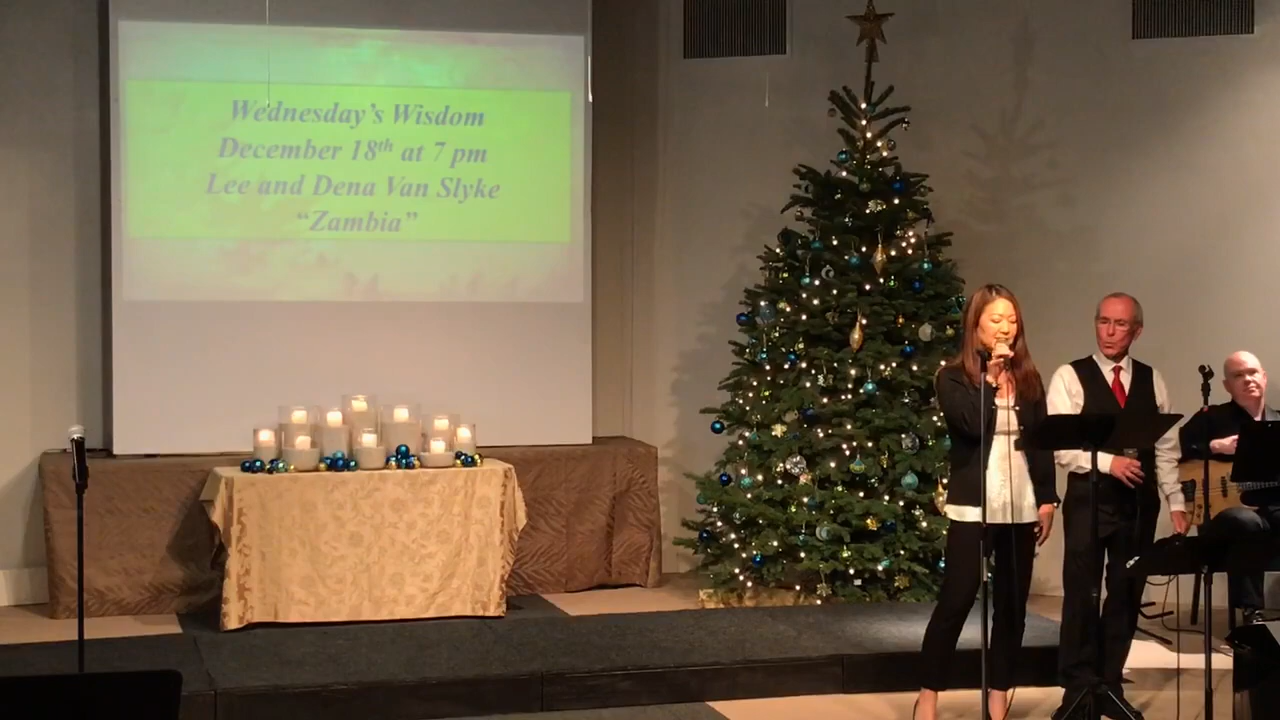 Wednesday's Wisdom
December 18th at 7 pm
Lee and Dena Van Slyke
“Zambia”